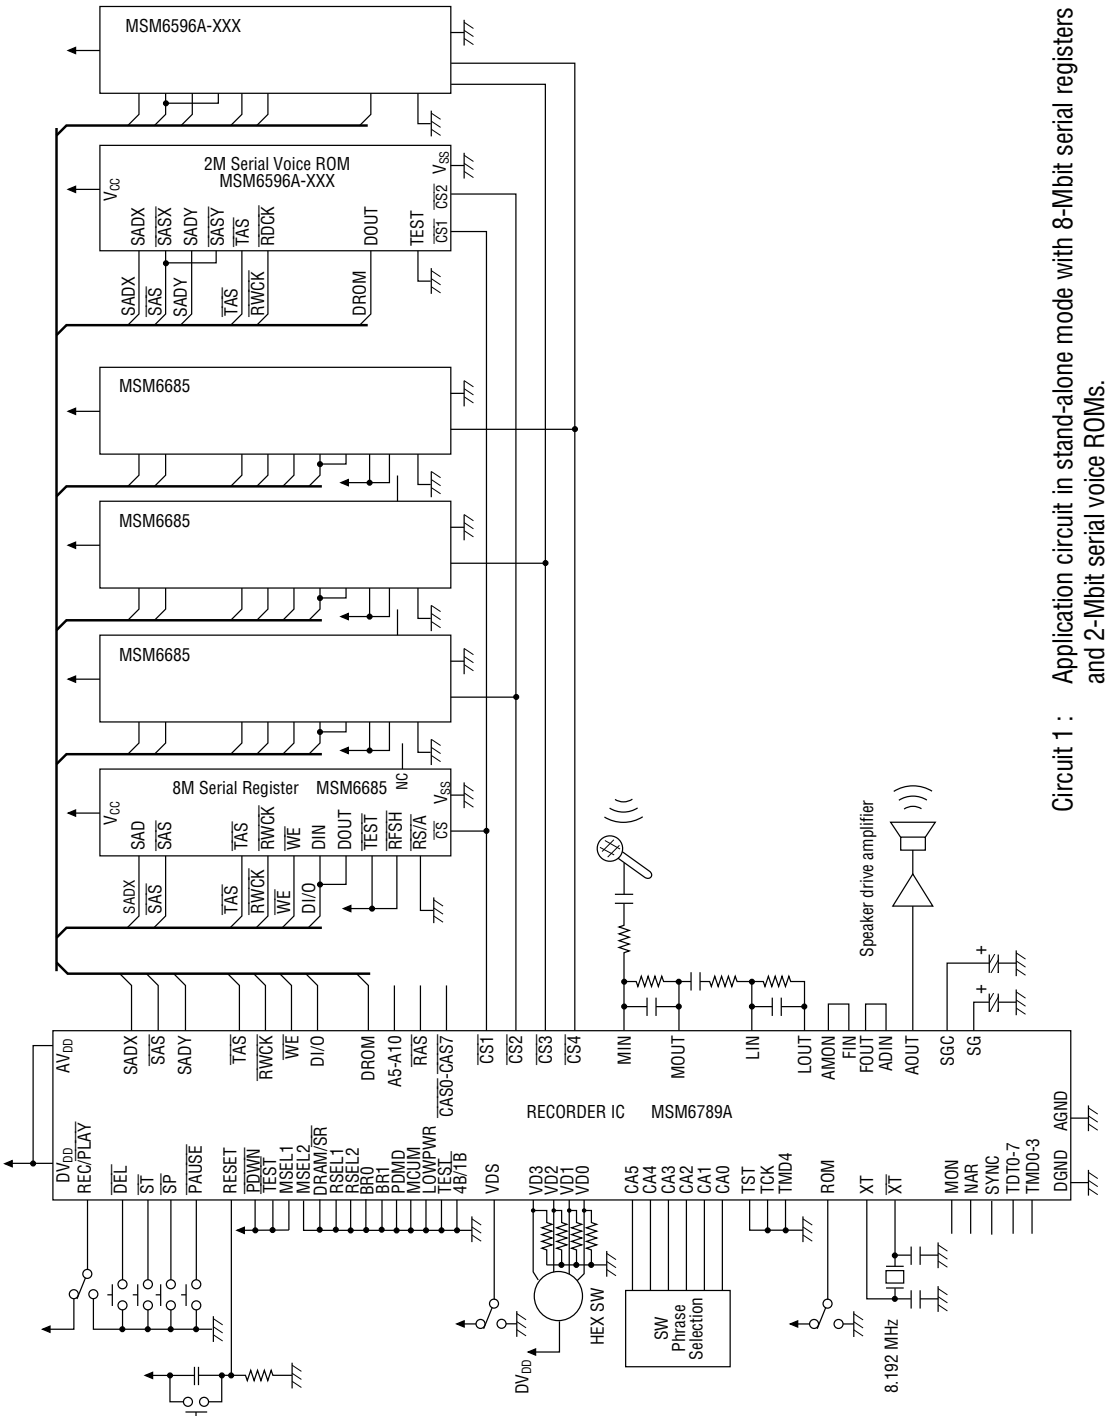 MSM6596A-XXX
2M Serial Voice ROM
MSM6596A-XXX
VCC
SADX
SASX
SADY
SASY
TAS
RDCK
DOUT
TEST
CS1
CS2
VSS
SADX
SAS
SADY
TAS
RWCK
DROM
MSM6685
MSM6685
MSM6685
NC
8M Serial Register MSM6685
VCC
SAD
SAS
TAS
RWCK
WE
DIN
DOUT
TEST
RFSH
RS/A
CS
VSS
SADX
SAS
TAS
RWCK
WE
DI/O
Speaker drive amplifier
+
+
AVDD
SADX
SAS
SADY
TAS
RWCK
WE
DI/O
DROM
A5-A10
RAS
CAS0-CAS7
CS1
CS2
CS3
CS4
MIN
MOUT
LIN
LOUT
AMON
FIN
FOUT
ADIN
AOUT
SGC
SG
RECORDER IC MSM6789A
DVDD
REC/PLAY
DEL
ST
SP
PAUSE
RESET
PDWN
TEST
MSEL1
MSEL2
DRAM/SR
RSEL1
RSEL2
BR0
BR1
PDMD
MCUM
LOWPWR
TEST
4B/1B
VDS
VD3
VD2
VD1
VD0
CA5
CA4
CA3
CA2
CA1
CA0
TST
TCK
TMD4
ROM
XT
XT
MON
NAR
SYNC
TDT0-7
TMD0-3
DGND
AGND
DVDD
HEX SW
SW
Phrase
Selection
8.192 MHz
Circuit 1 : Application circuit in stand-alone mode with 8-Mbit serial registers
and 2-Mbit serial voice ROMs.